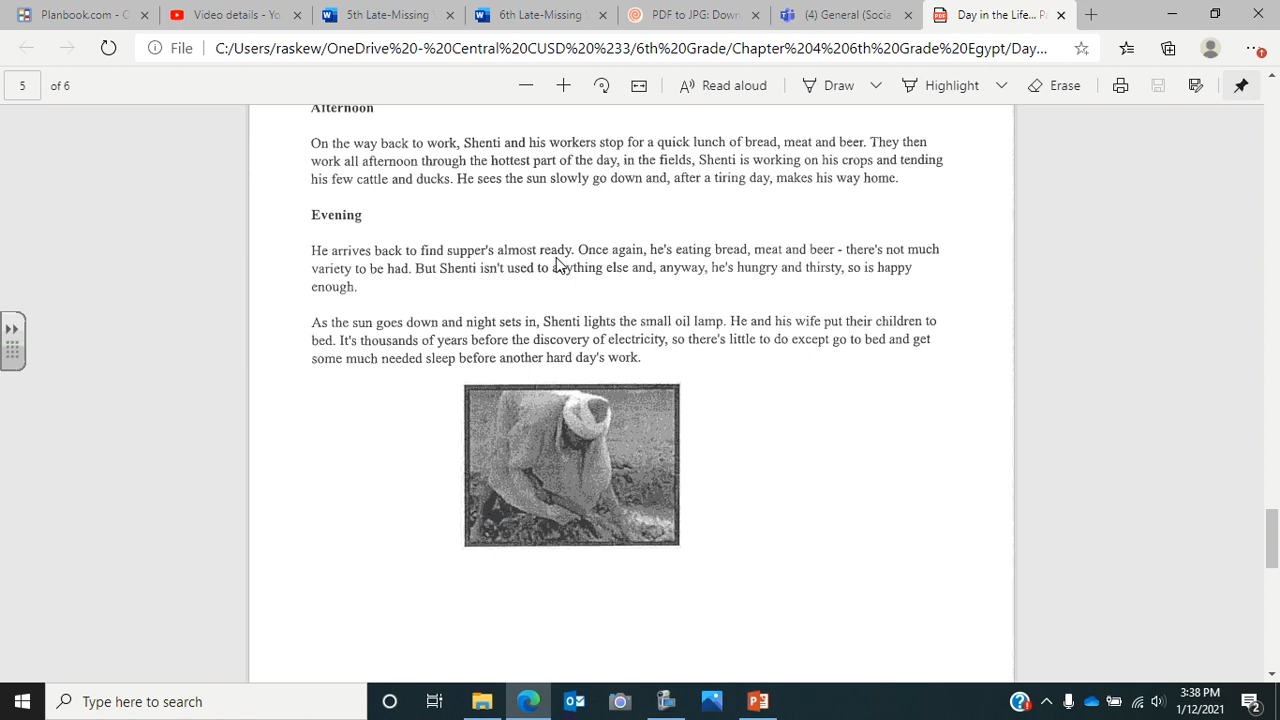 Planbook.com - C
Video details - Yo
5th Late-Missing
6th Late-Missing
PDF to JPG: Down
(4) General (Socia
Day in the Life... P
File
C:/Users/raskew/OneDrive%20-%20Central%20CUSD%20%233/6th%20Grade/Chapter%204%206th%20Grade%20Egypt/Day...
5 of 6
Read aloud
Draw
Highlight
Erase
Afternoon
On the way back to work, Shenti and his workers stop for a quick lunch of bread, meat and beer. They then
work all afternoon through the hottest part of the day, in the fields, Shenti is working on his crops and tending
his few cattle and ducks. He sees the sun slowly go down and, after a tiring day, makes his way home.
Evening
He arrives back to find supper's almost ready. Once again, he's eating bread, meat and beer - there's not much
variety to be had. But Shenti isn't used to anything else and, anyway, he's hungry and thirsty, so is happy
enough.
As the sun goes down and night sets in, Shenti lights the small oil lamp. He and his wife put their children to
bed. It's thousands of years before the discovery of electricity, so there's little to do except go to bed and get
some much needed sleep before another hard day's work.
Type here to search
3:38 PM
1/12/2021
2